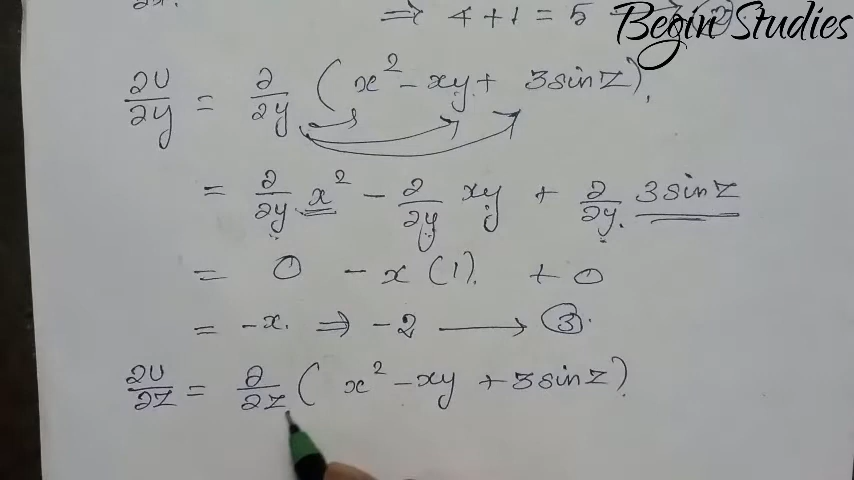 ∂x.
⇒ 4+1 = 5
Begin Studies
∂U/∂y = ∂/∂y (x² - xy + 3sinz),
= ∂/∂y x² - ∂/∂y xy + ∂/∂y. 3sinz
= 0 - x (1). + 0
= -x. ⇒ -2 ⟶ ③.
∂U/∂z = ∂/∂z (x² - xy + 3sinz).